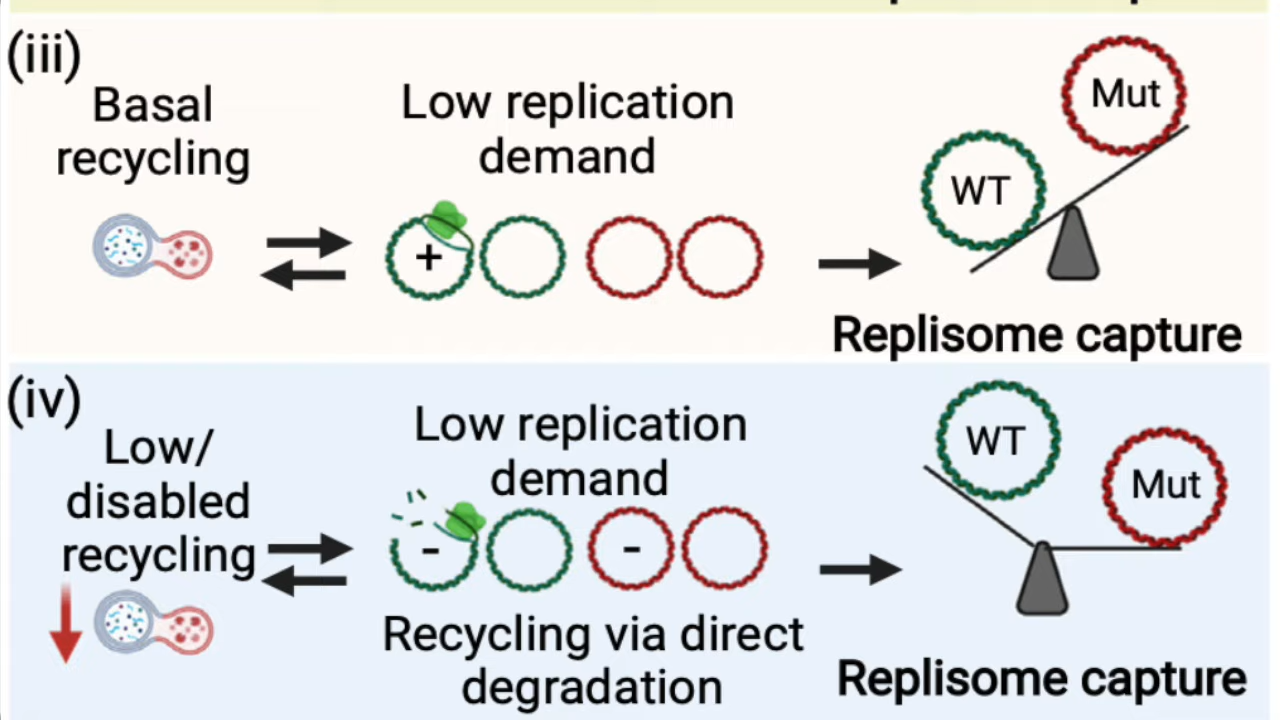 (iii)
Basal
recycling
Low replication
demand
+
WT
Mut
Replisome capture
(iv)
Low/
disabled
recycling
Low replication
demand
-
-
Recycling via direct
degradation
WT
Mut
Replisome capture